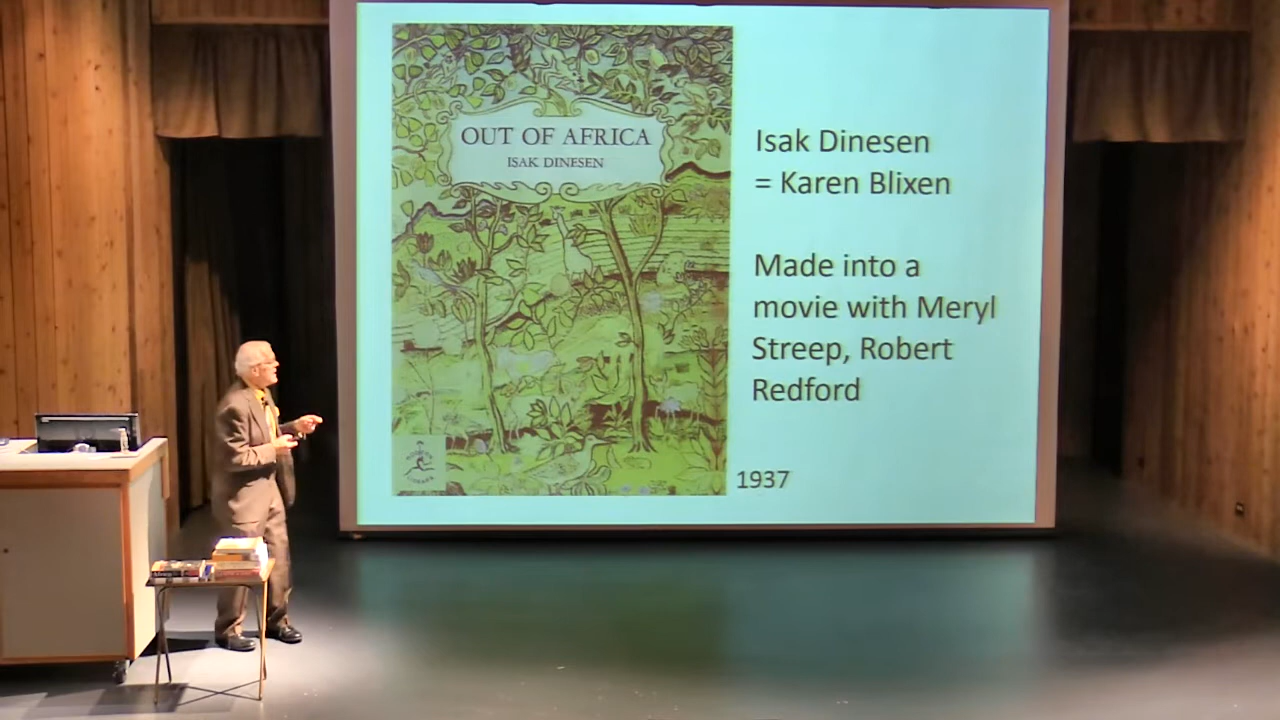 OUT OF AFRICA
ISAK DINESEN
Isak Dinesen
= Karen Blixen
Made into a
movie with Meryl
Streep, Robert
Redford
1937